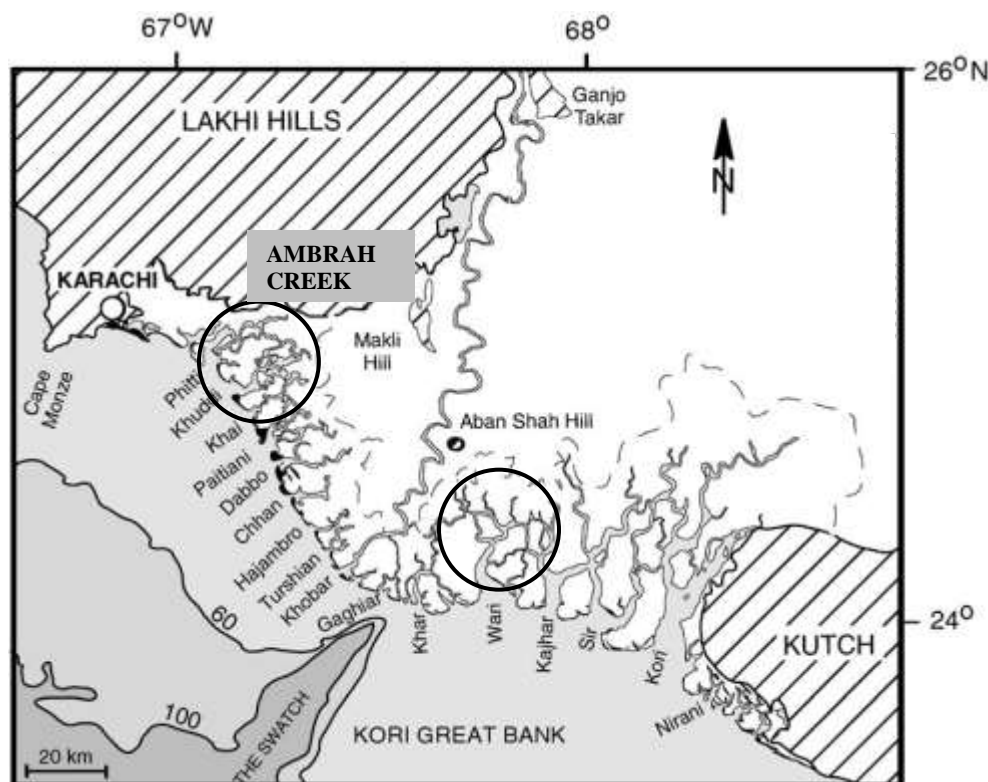 67°W
68°
26°N
Ganjo
Takar
LAKHI HILLS
N
AMBRAH
CREEK
KARACHI
Makli
Hill
Cape
Monze
Phitti
Khuddi
Khai
Paitiani
Dabbo
Chhan
Hajambro
Turshian
Khobar
Gaghiar
Aban Shah Hill
Khar
Wari
Kajhar
Sir
Kori
24°
KUTCH
Nirani
60
100
20 km
THE SWATCH
KORI GREAT BANK